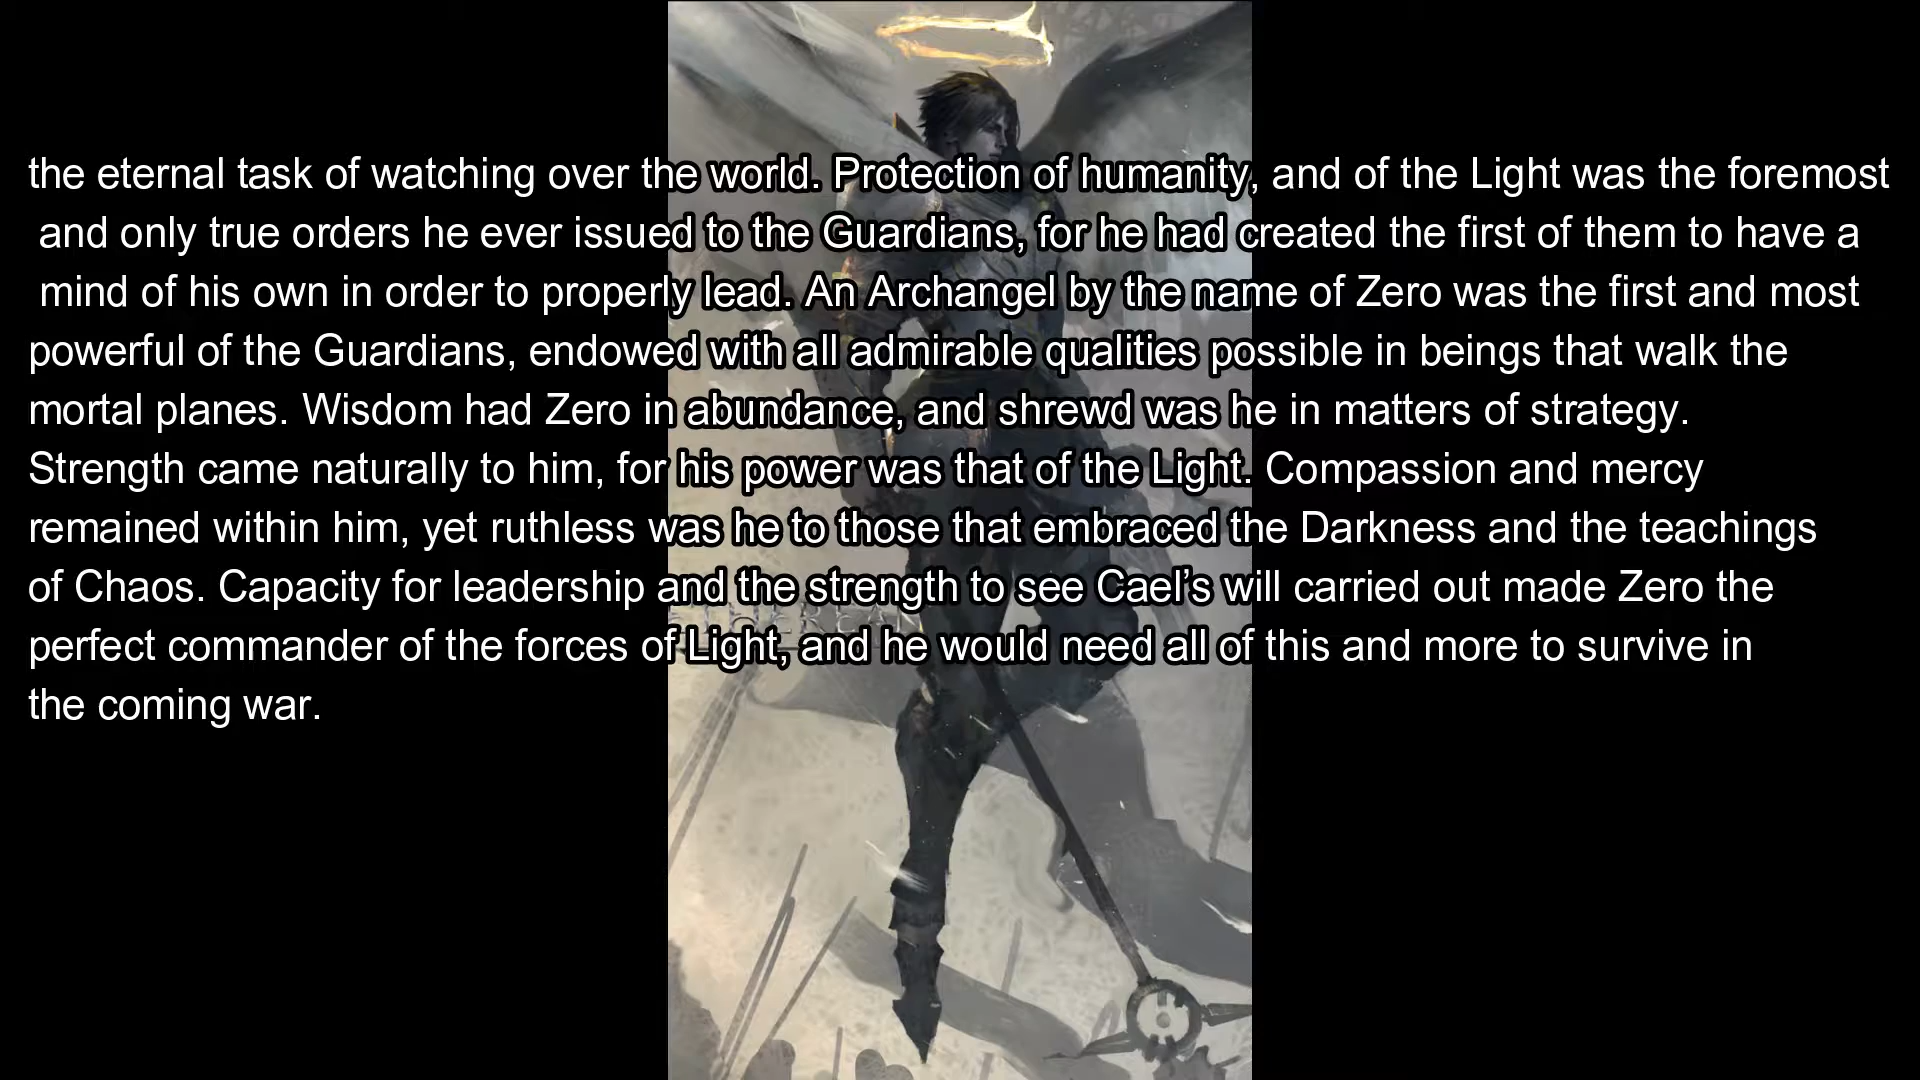 the eternal task of watching over the world. Protection of humanity, and of the Light was the foremost
and only true orders he ever issued to the Guardians, for he had created the first of them to have a
mind of his own in order to properly lead. An Archangel by the name of Zero was the first and most
powerful of the Guardians, endowed with all admirable qualities possible in beings that walk the
mortal planes. Wisdom had Zero in abundance, and shrewd was he in matters of strategy.
Strength came naturally to him, for his power was that of the Light. Compassion and mercy
remained within him, yet ruthless was he to those that embraced the Darkness and the teachings
of Chaos. Capacity for leadership and the strength to see Cael’s will carried out made Zero the
perfect commander of the forces of Light, and he would need all of this and more to survive in
the coming war.